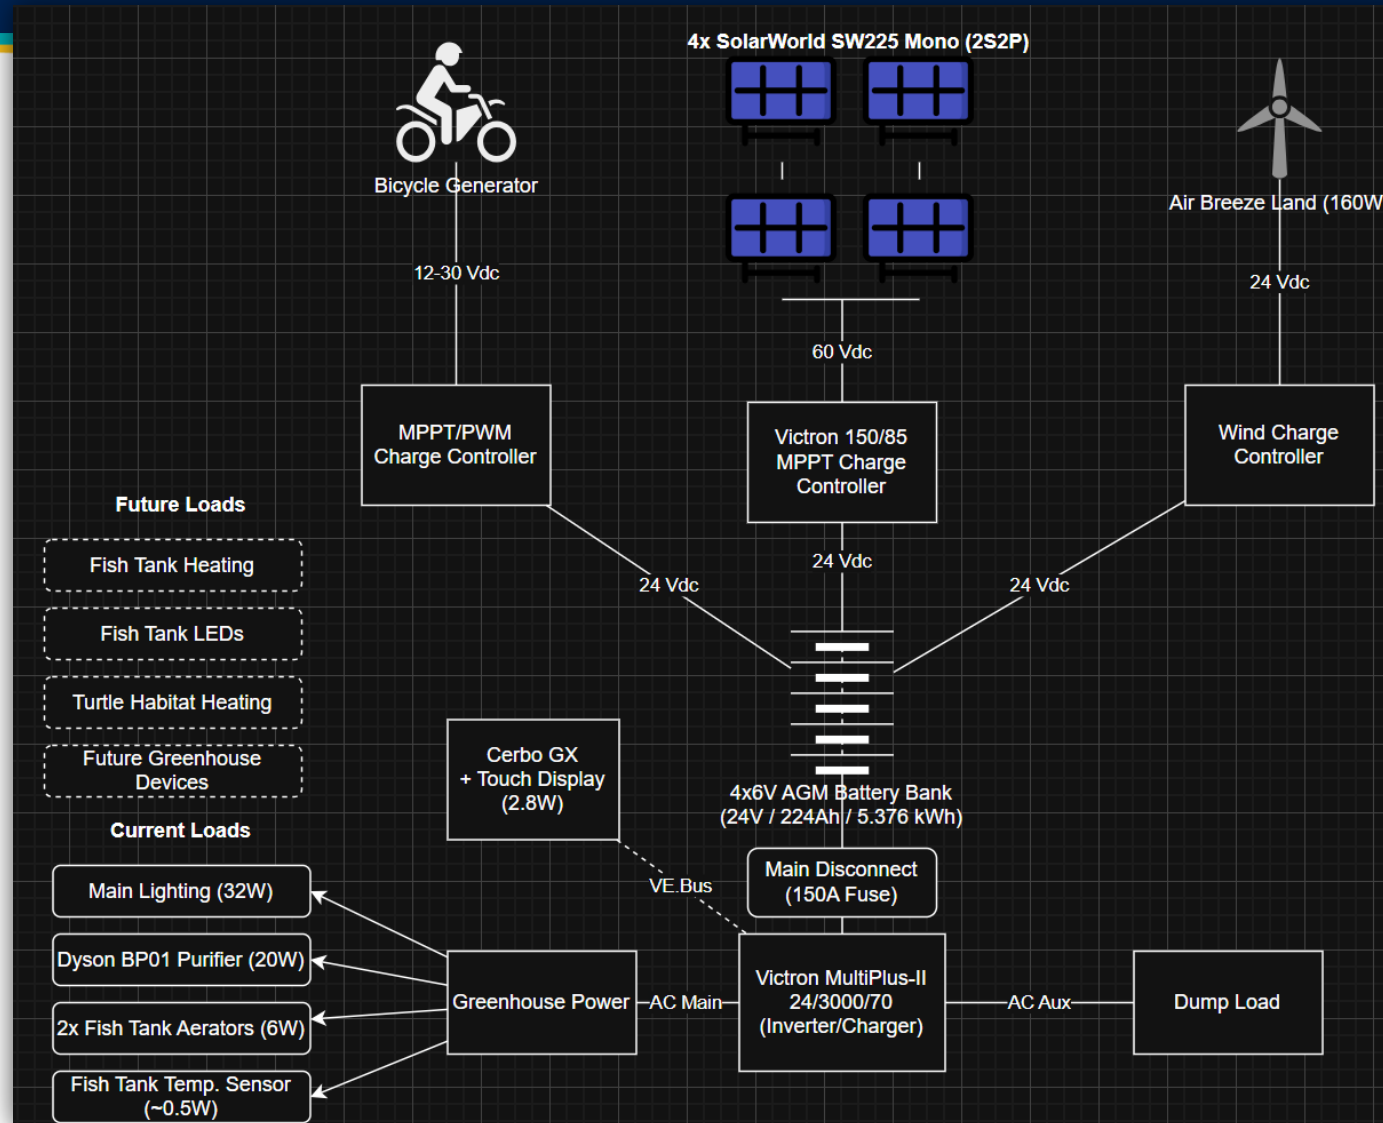 4x SolarWorld SW225 Mono (2S2P)
Bicycle Generator
Air Breeze Land (160W
12-30 Vdc
24 Vdc
60 Vdc
MPPT/PWM
Charge Controller
Victron 150/85
MPPT Charge
Controller
Wind Charge
Controller
24 Vdc
24 Vdc
24 Vdc
Future Loads
Fish Tank Heating
Fish Tank LEDs
Turtle Habitat Heating
Future Greenhouse
Devices
Cerbo GX
+ Touch Display
(2.8W)
4x6V AGM Battery Bank
(24V / 224Ah / 5.376 kWh)
Main Disconnect
(150A Fuse)
VE.Bus
Current Loads
Main Lighting (32W)
Dyson BP01 Purifier (20W)
2x Fish Tank Aerators (6W)
Fish Tank Temp. Sensor
(~0.5W)
Greenhouse Power
AC Main
Victron MultiPlus-II
24/3000/70
(Inverter/Charger)
AC Aux
Dump Load